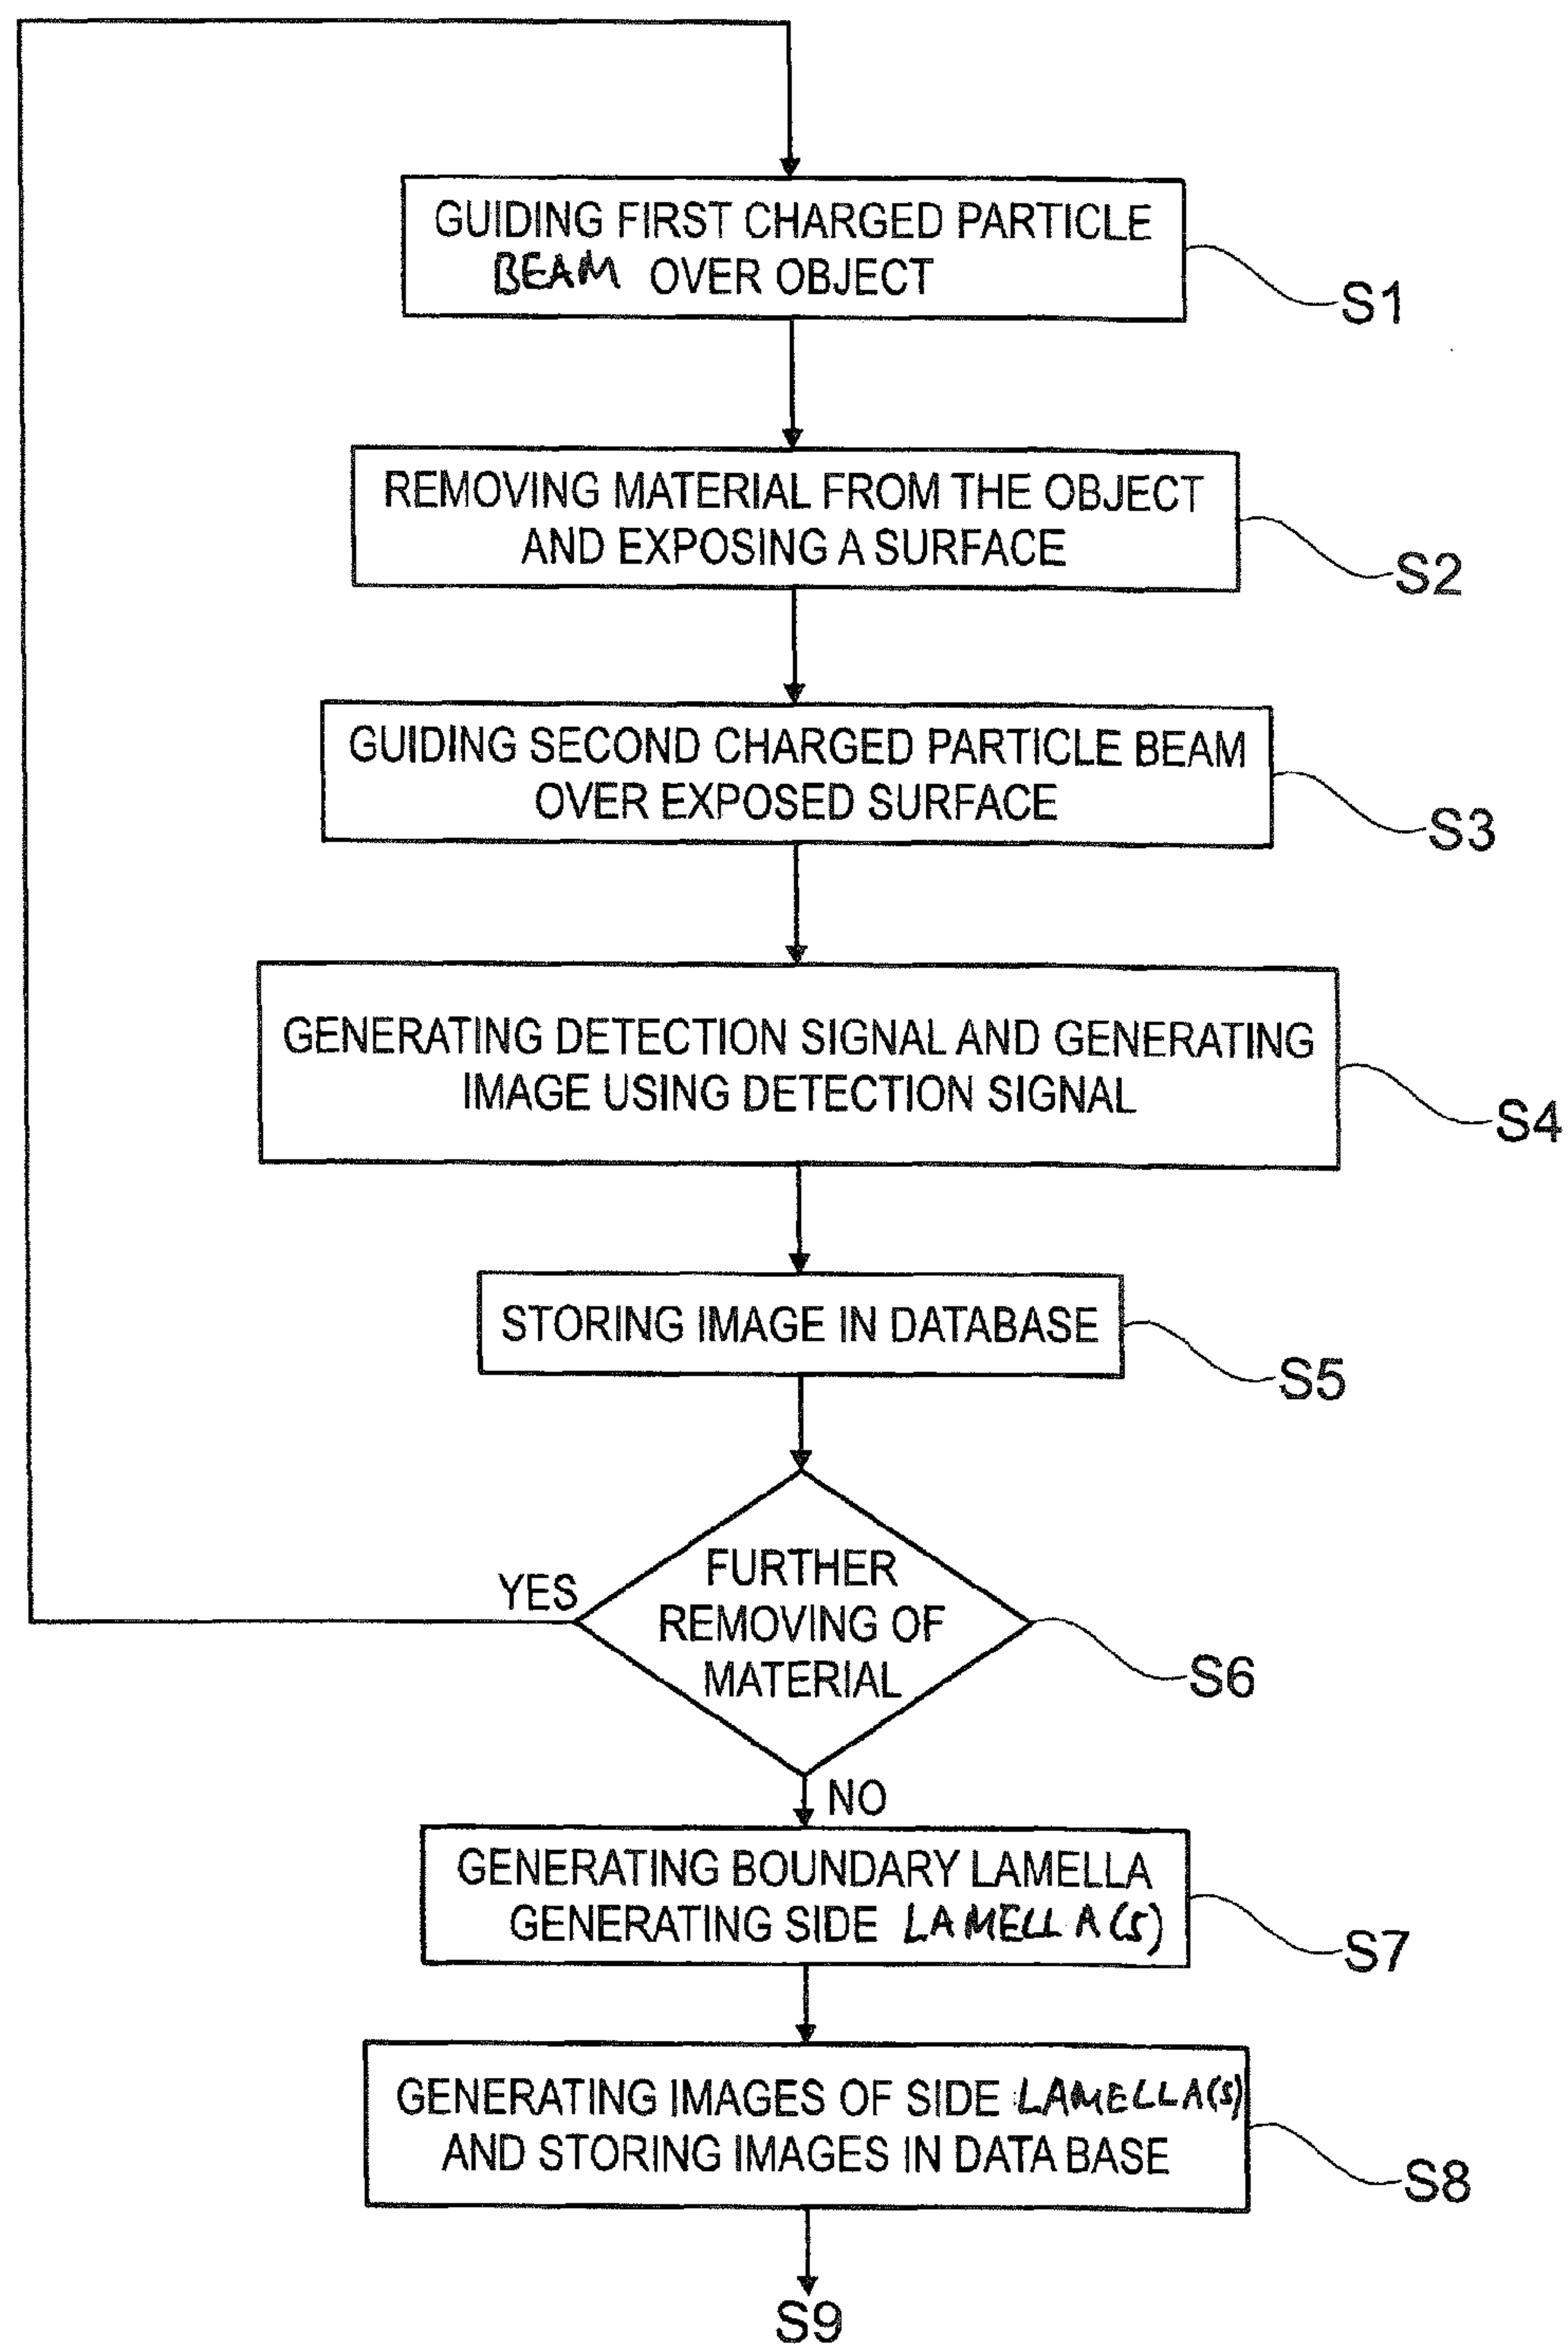 GUIDING FIRST CHARGED PARTICLE
BEAM OVER OBJECT
S1
REMOVING MATERIAL FROM THE OBJECT
AND EXPOSING A SURFACE
S2
GUIDING SECOND CHARGED PARTICLE BEAM
OVER EXPOSED SURFACE
S3
GENERATING DETECTION SIGNAL AND GENERATING
IMAGE USING DETECTION SIGNAL
S4
STORING IMAGE IN DATABASE
S5
YES
FURTHER
REMOVING OF
MATERIAL
S6
NO
GENERATING BOUNDARY LAMELLA
GENERATING SIDE LAMELLA(S)
S7
GENERATING IMAGES OF SIDE LAMELLA(S)
AND STORING IMAGES IN DATA BASE
S8
S9